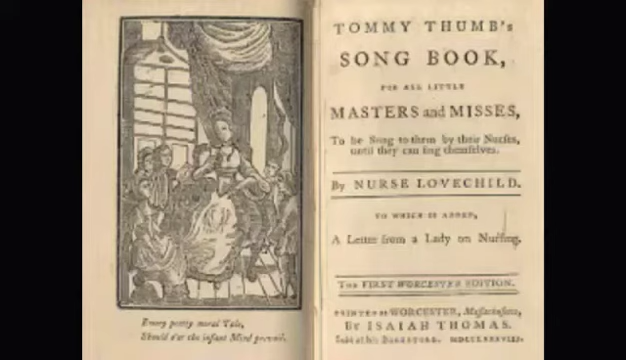 Every pretty moral Tale,
Shall o'er the infant Mind prevail.
TOMMY THUMB's
SONG BOOK,
FOR ALL LITTLE
MASTERS and MISSES,
To be Sung to them by their Nurses,
until they can sing themselves.
By NURSE LOVECHILD.
TO WHICH IS ADDED,
A Letter from a Lady on Nursing.
THE FIRST WORCESTER EDITION.
PRINTED at WORCESTER, Massachusetts,
By ISAIAH THOMAS.
Sold at his BOOKSTORE. MDCCLXXXVIII.